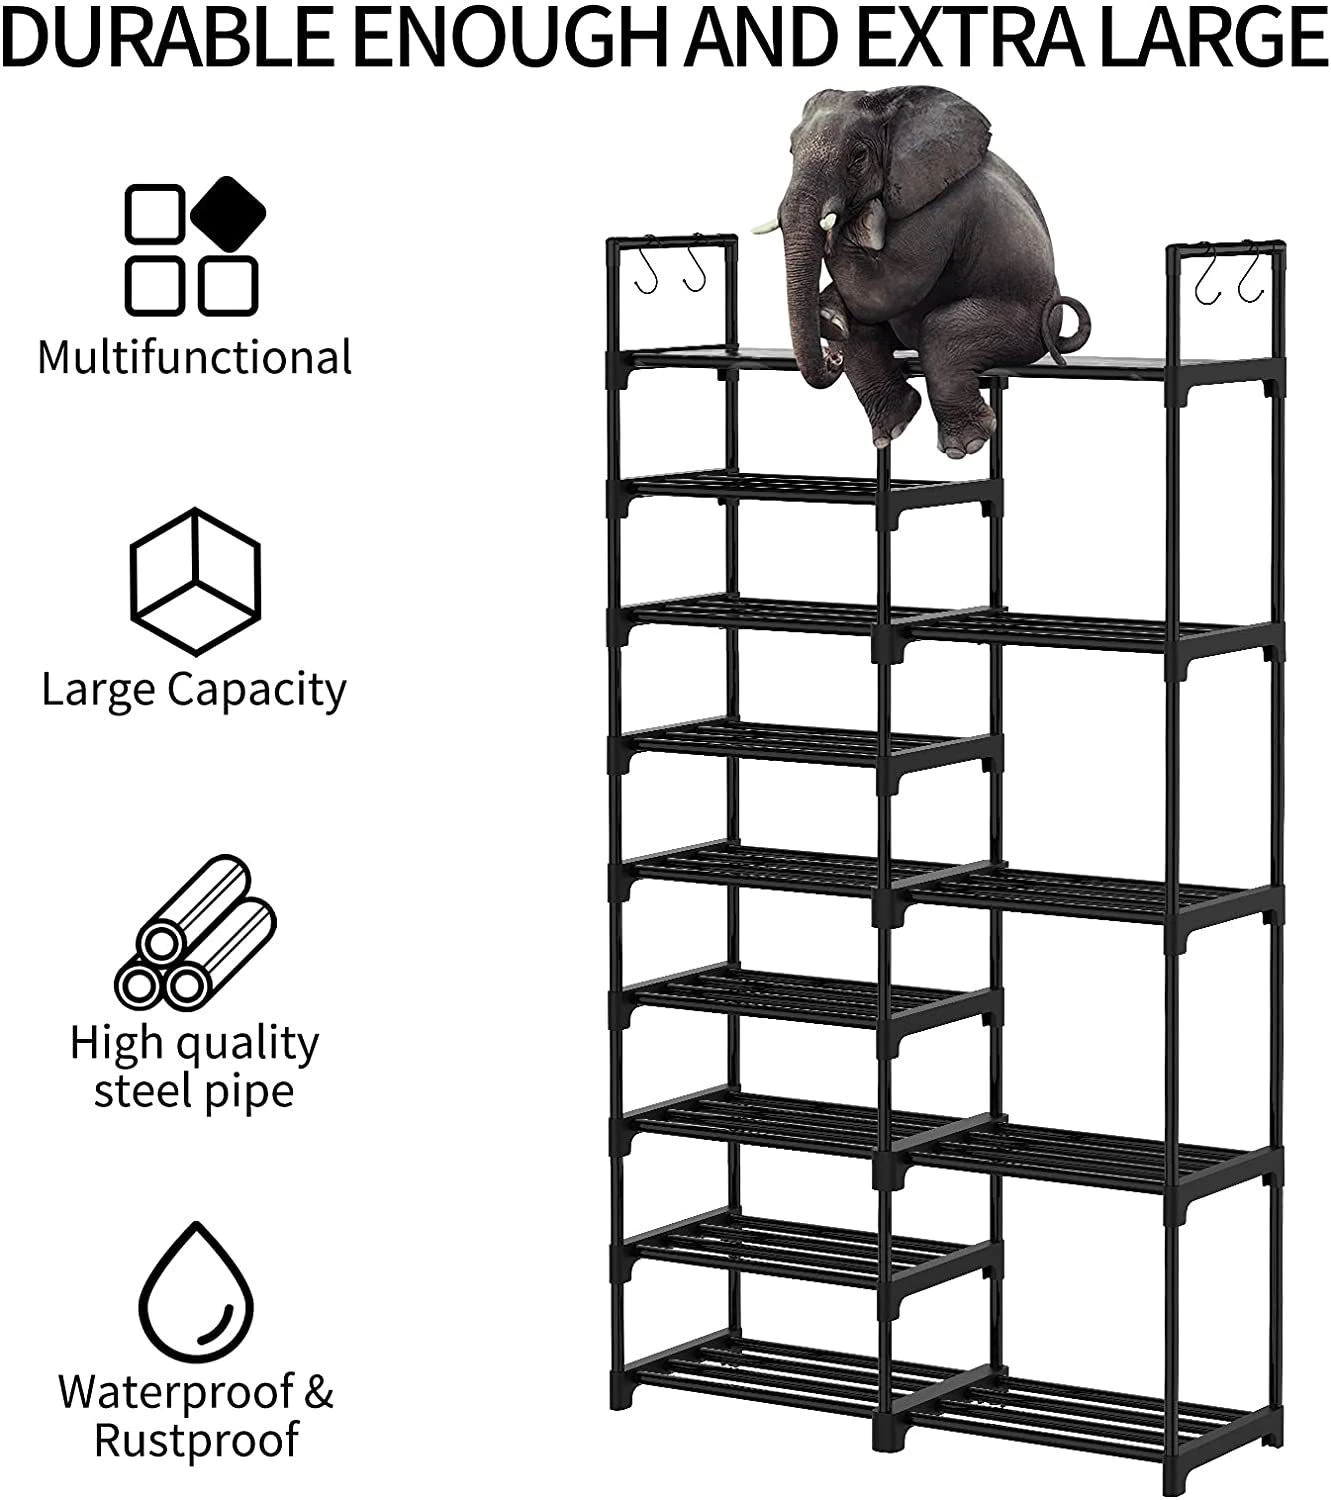 DURABLE ENOUGH AND EXTRA LARGE
Multifunctional
Large Capacity
High quality
steel pipe
Waterproof &
Rustproof